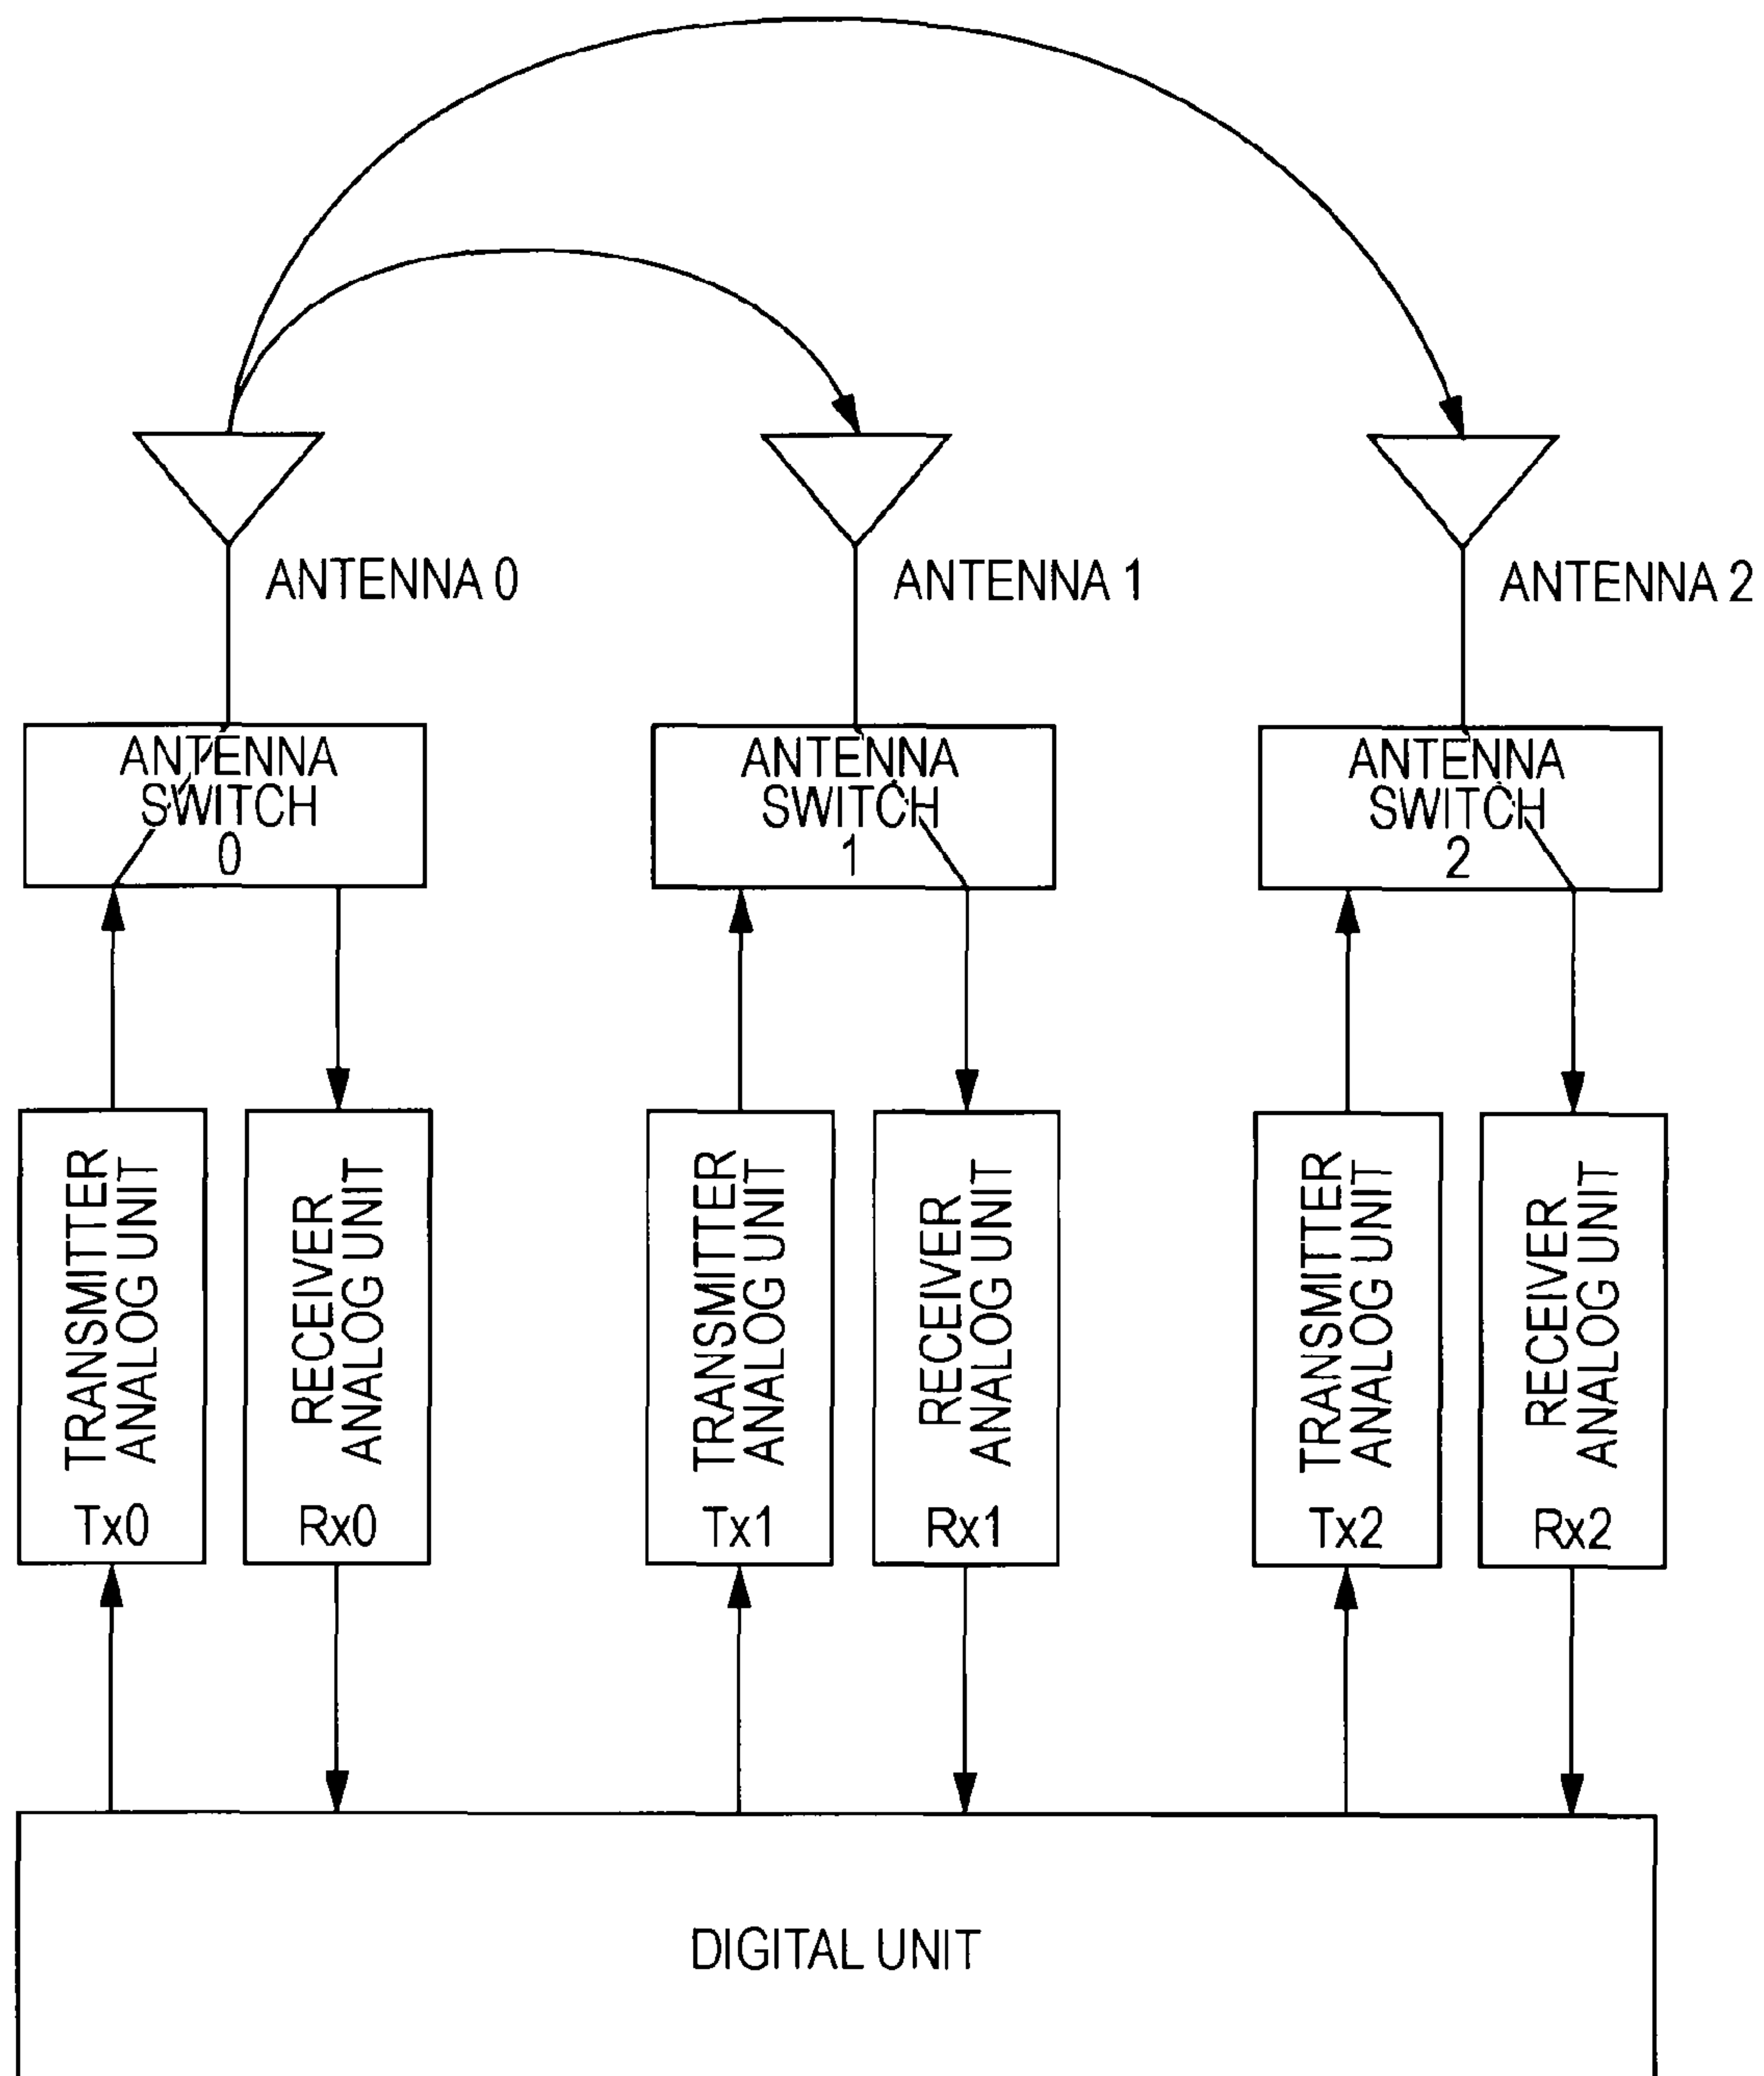 ANTENNA 0
ANTENNA 1
ANTENNA 2
ANTENNA
SWITCH
0
ANTENNA
SWITCH
1
ANTENNA
SWITCH
2
TRANSMITTER
ANALOG UNIT
Tx0
RECEIVER
ANALOG UNIT
Rx0
TRANSMITTER
ANALOG UNIT
Tx1
RECEIVER
ANALOG UNIT
Rx1
TRANSMITTER
ANALOG UNIT
Tx2
RECEIVER
ANALOG UNIT
Rx2
DIGITAL UNIT